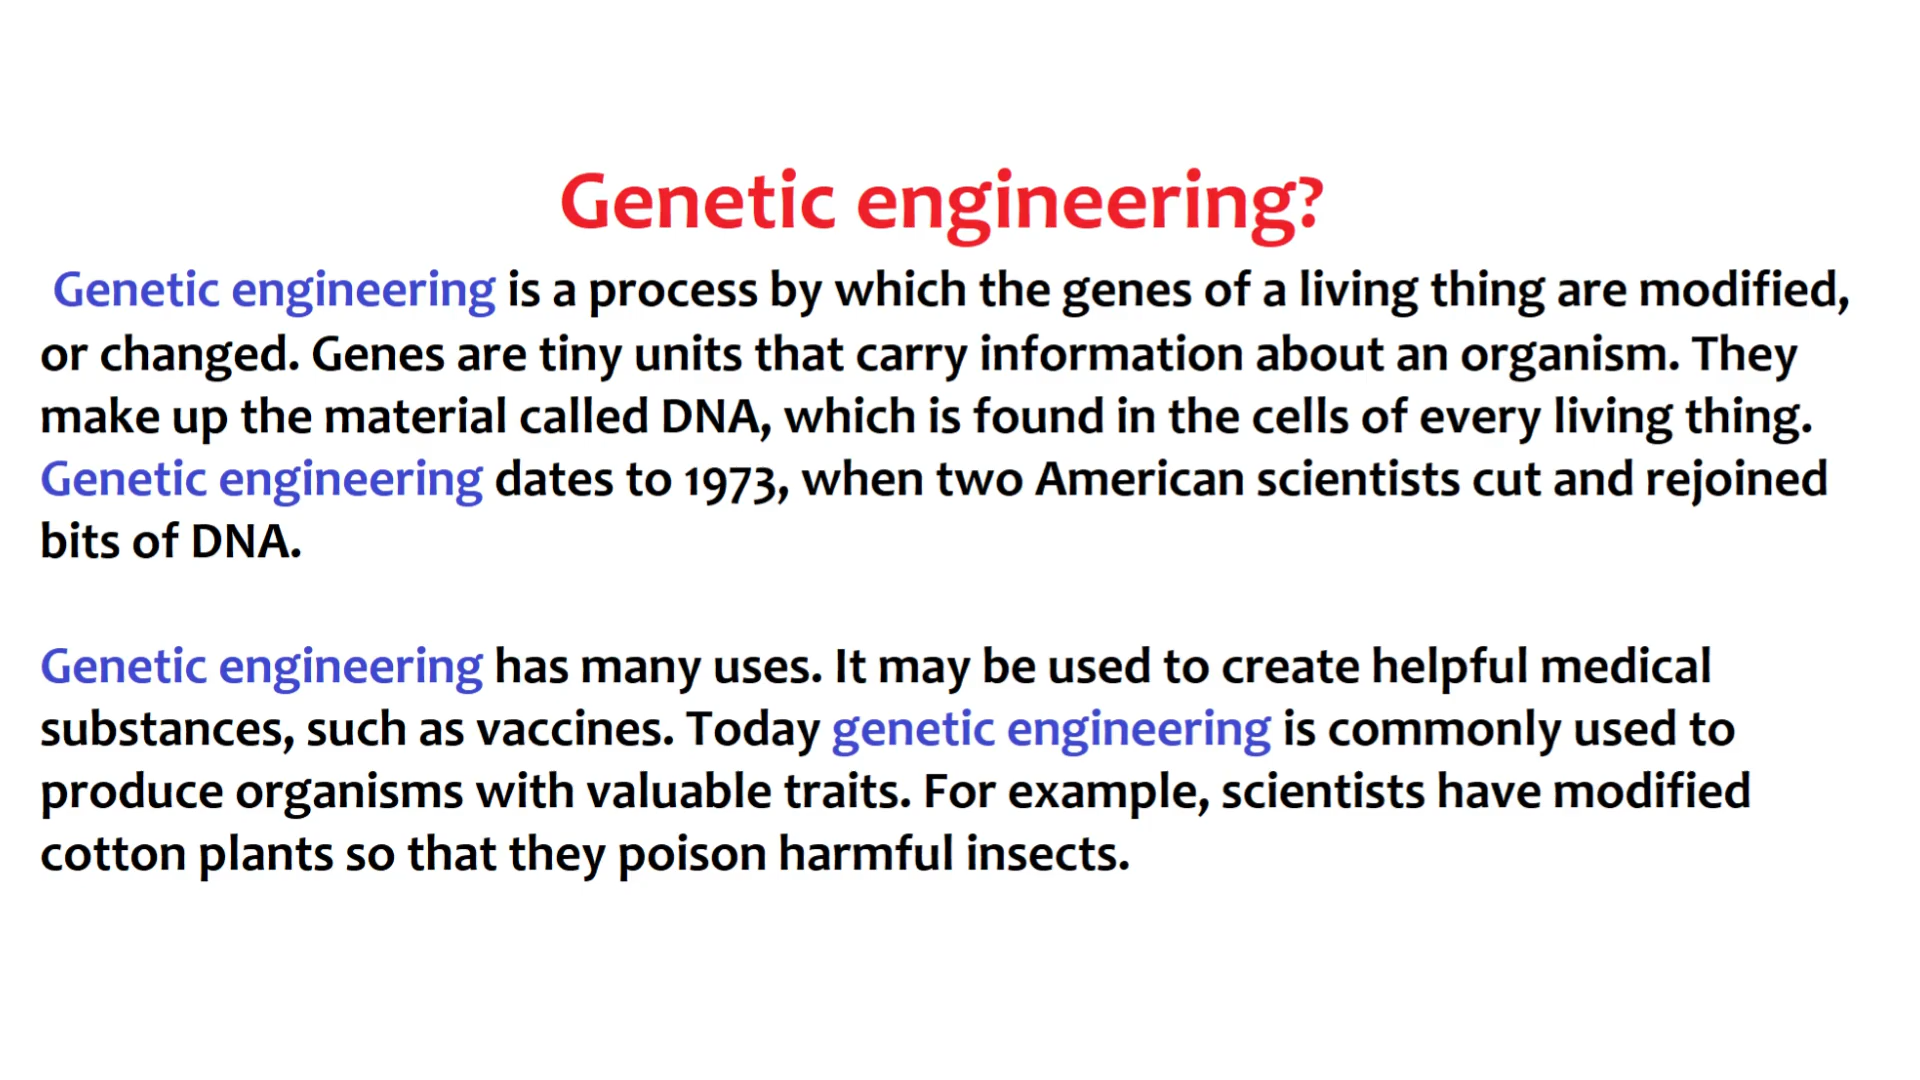 Genetic engineering?
Genetic engineering is a process by which the genes of a living thing are modified,
or changed. Genes are tiny units that carry information about an organism. They
make up the material called DNA, which is found in the cells of every living thing.
Genetic engineering dates to 1973, when two American scientists cut and rejoined
bits of DNA.
Genetic engineering has many uses. It may be used to create helpful medical
substances, such as vaccines. Today genetic engineering is commonly used to
produce organisms with valuable traits. For example, scientists have modified
cotton plants so that they poison harmful insects.